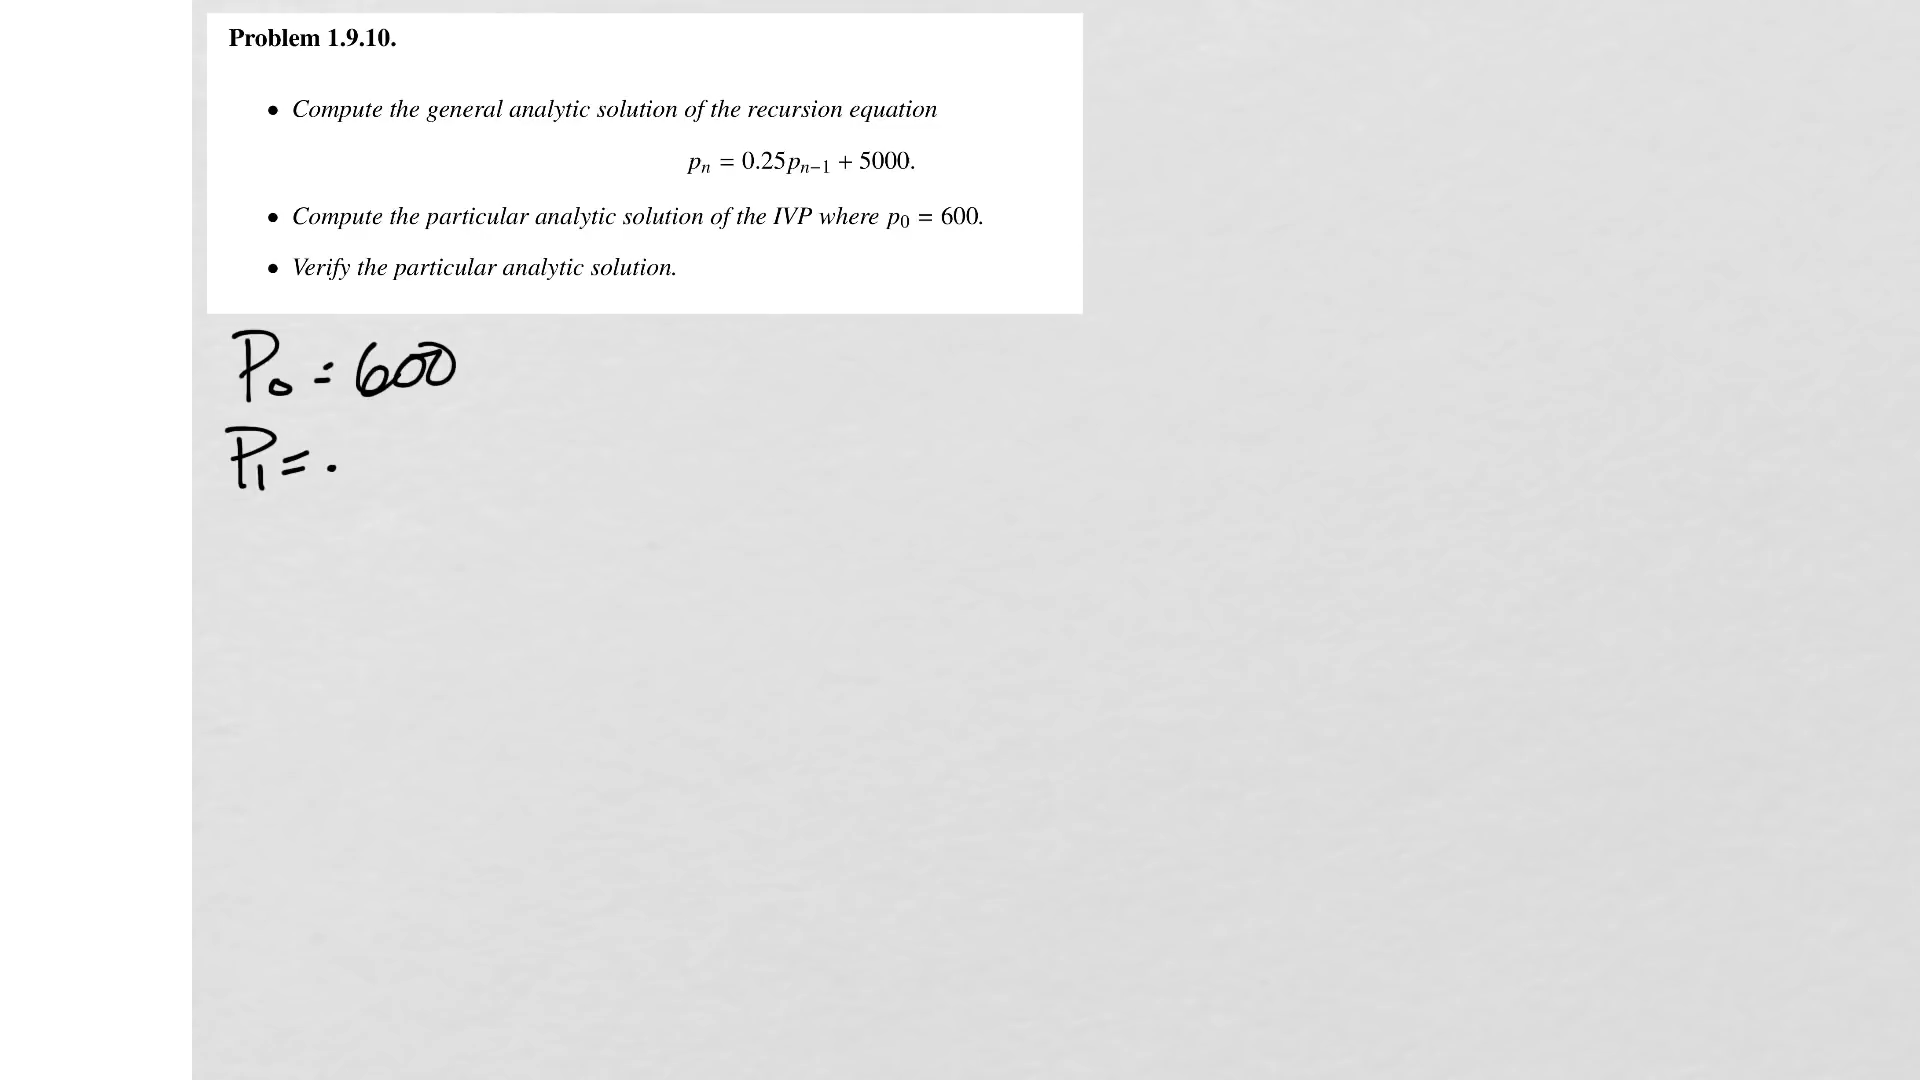 Problem 1.9.10.
• Compute the general analytic solution of the recursion equation
pₙ = 0.25pₙ₋₁ + 5000.
• Compute the particular analytic solution of the IVP where p₀ = 600.
• Verify the particular analytic solution.
P₀ = 600
P₁ = .